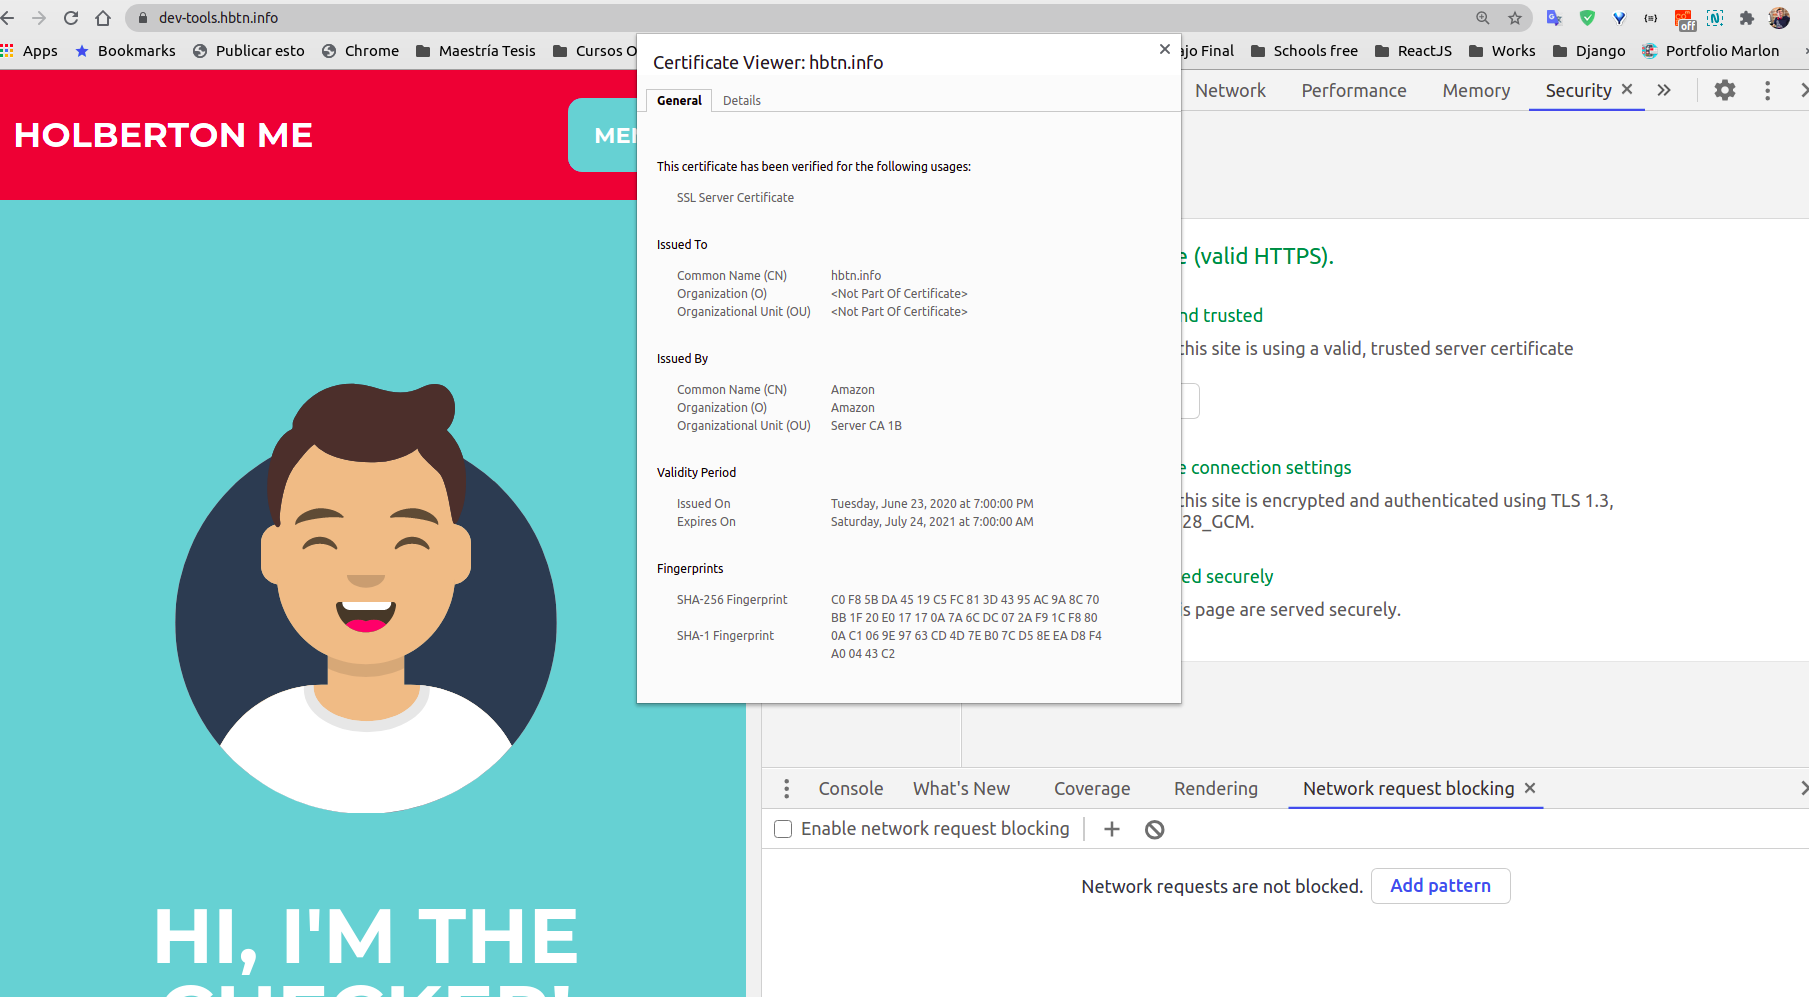 dev-tools.hbtn.info
off
Apps Bookmarks Publicar esto Chrome Maestría Tesis Cursos O
ajo Final Schools free ReactJS Works Django Portfolio Marlon
HOLBERTON ME
Certificate Viewer: hbtn.info
General Details
This certificate has been verified for the following usages:
SSL Server Certificate
Issued To
Common Name (CN) hbtn.info
Organization (O) <Not Part Of Certificate>
Organizational Unit (OU) <Not Part Of Certificate>
Issued By
Common Name (CN) Amazon
Organization (O) Amazon
Organizational Unit (OU) Server CA 1B
Validity Period
Issued On Tuesday, June 23, 2020 at 7:00:00 PM
Expires On Saturday, July 24, 2021 at 7:00:00 AM
Fingerprints
SHA-256 Fingerprint C0 F8 5B DA 45 19 C5 FC 81 3D 43 95 AC 9A 8C 70
BB 1F 20 E0 17 17 0A 7A 6C DC 07 2A F9 1C F8 80
SHA-1 Fingerprint 0A C1 06 9E 97 63 CD 4D 7E B0 7C D5 8E EA D8 F4
A0 04 43 C2
Network Performance Memory Security
e (valid HTTPS).
nd trusted
this site is using a valid, trusted server certificate
e connection settings
this site is encrypted and authenticated using TLS 1.3,
28_GCM.
ed securely
s page are served securely.
Console What's New Coverage Rendering Network request blocking
Enable network request blocking
Network requests are not blocked. Add pattern
HI, I'M THE
CHECKER!